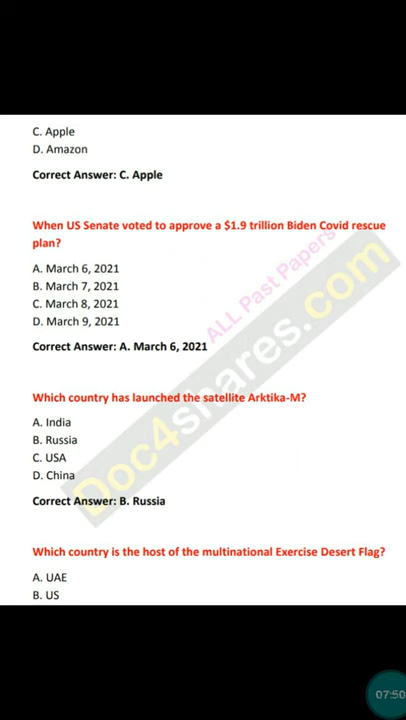 C. Apple
D. Amazon
Correct Answer: C. Apple
When US Senate voted to approve a $1.9 trillion Biden Covid rescue
plan?
A. March 6, 2021
B. March 7, 2021
C. March 8, 2021
D. March 9, 2021
Correct Answer: A. March 6, 2021
Which country has launched the satellite Arktika-M?
A. India
B. Russia
C. USA
D. China
Correct Answer: B. Russia
Which country is the host of the multinational Exercise Desert Flag?
A. UAE
B. US
ALL Past Papers
Doc4shares.com
07:50